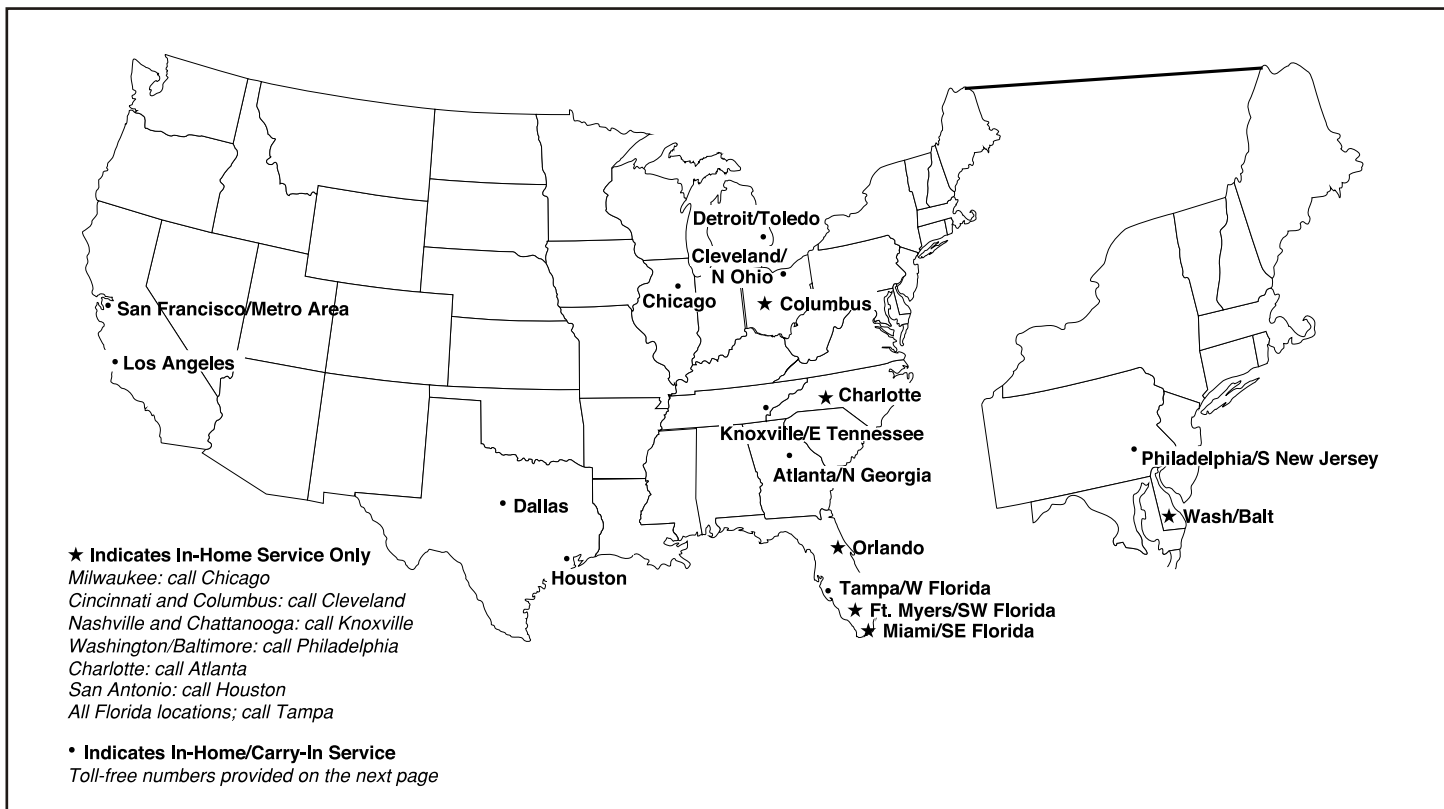 Detroit/Toledo
Cleveland/
N Ohio
Chicago
★ Columbus
San Francisco/Metro Area
Los Angeles
★ Charlotte
Knoxville/E Tennessee
Atlanta/N Georgia
Philadelphia/S New Jersey
Dallas
★ Wash/Balt
★ Orlando
Houston
Tampa/W Florida
★ Ft. Myers/SW Florida
★ Miami/SE Florida
★ Indicates In-Home Service Only
Milwaukee: call Chicago
Cincinnati and Columbus: call Cleveland
Nashville and Chattanooga: call Knoxville
Washington/Baltimore: call Philadelphia
Charlotte: call Atlanta
San Antonio: call Houston
All Florida locations; call Tampa
• Indicates In-Home/Carry-In Service
Toll-free numbers provided on the next page